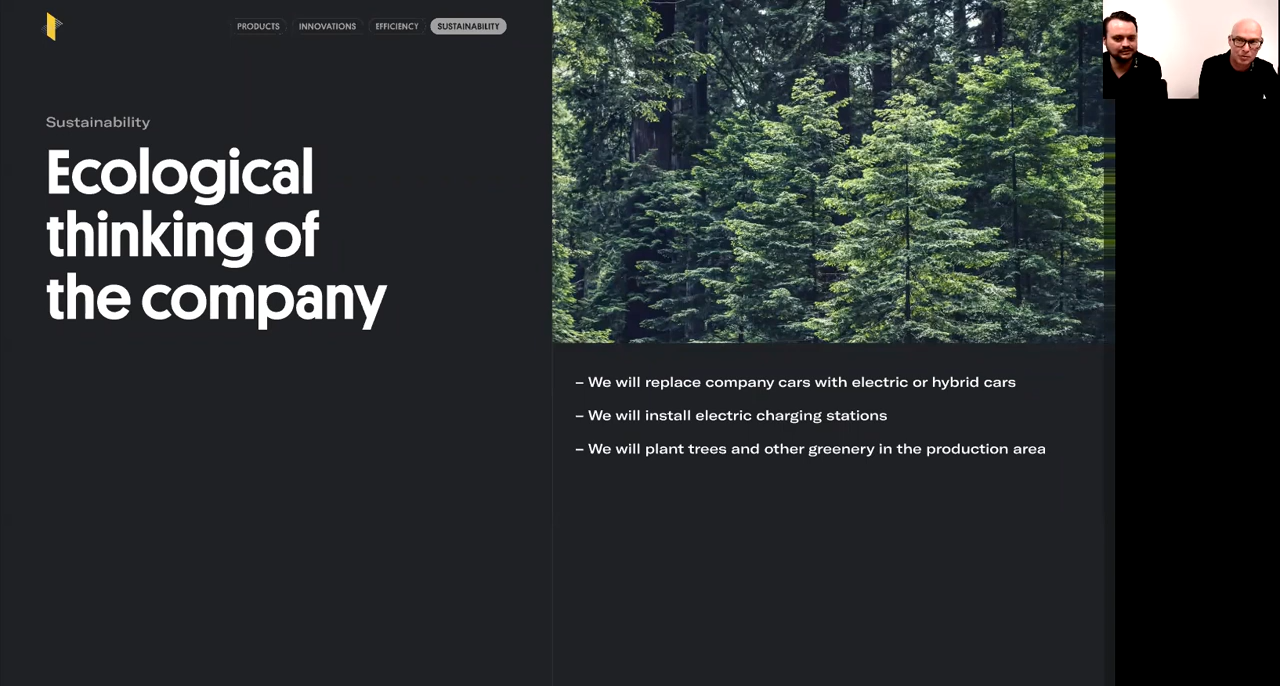 PRODUCTS INNOVATIONS EFFICIENCY SUSTAINABILITY
Sustainability
Ecological
thinking of
the company
– We will replace company cars with electric or hybrid cars
– We will install electric charging stations
– We will plant trees and other greenery in the production area